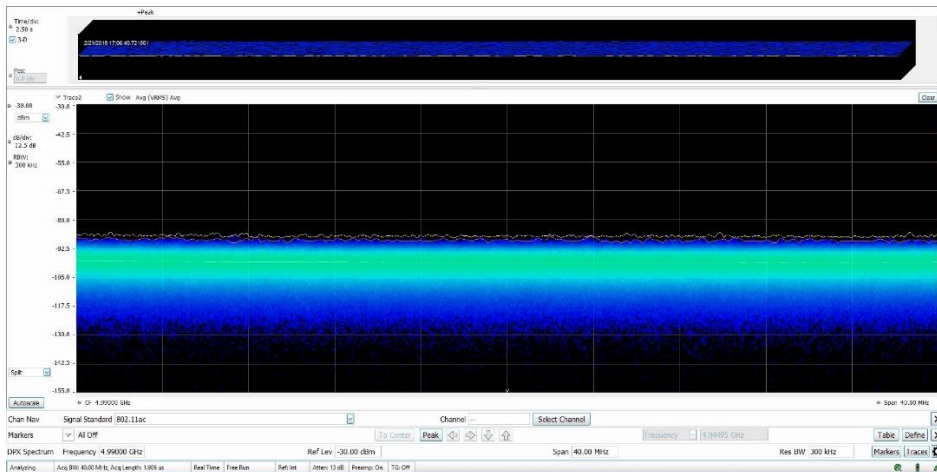 +Peak
Time/div:
2.50 s
3-D
Pos:
2/21/2018 17:06:40.721561
Trace2 Show Avg (VRMS) Avg Clear
-30.00
dBm
dB/div:
12.5 dB
RBW:
300 kHz
-30.0
-42.5
-55.0
-67.5
-80.0
-92.5
-105.0
-117.5
-130.0
-142.5
-155.0
Split
Autoscale CF 4.99000 GHz Span 40.00 MHz
Chan Nav Signal Standard 802.11ac Channel -- Select Channel
Markers All Off To Center Peak Frequency 4.94495 GHz Table Define
DPX Spectrum Frequency 4.99000 GHz Ref Lev -30.00 dBm Span 40.00 MHz Res BW 300 kHz Markers Traces
Analyzing Acq BW: 40.00 MHz, Acq Length: 1.906 us Real Time Free Run Ref: Int Atten: 13 dB Preamp: On TG: Off